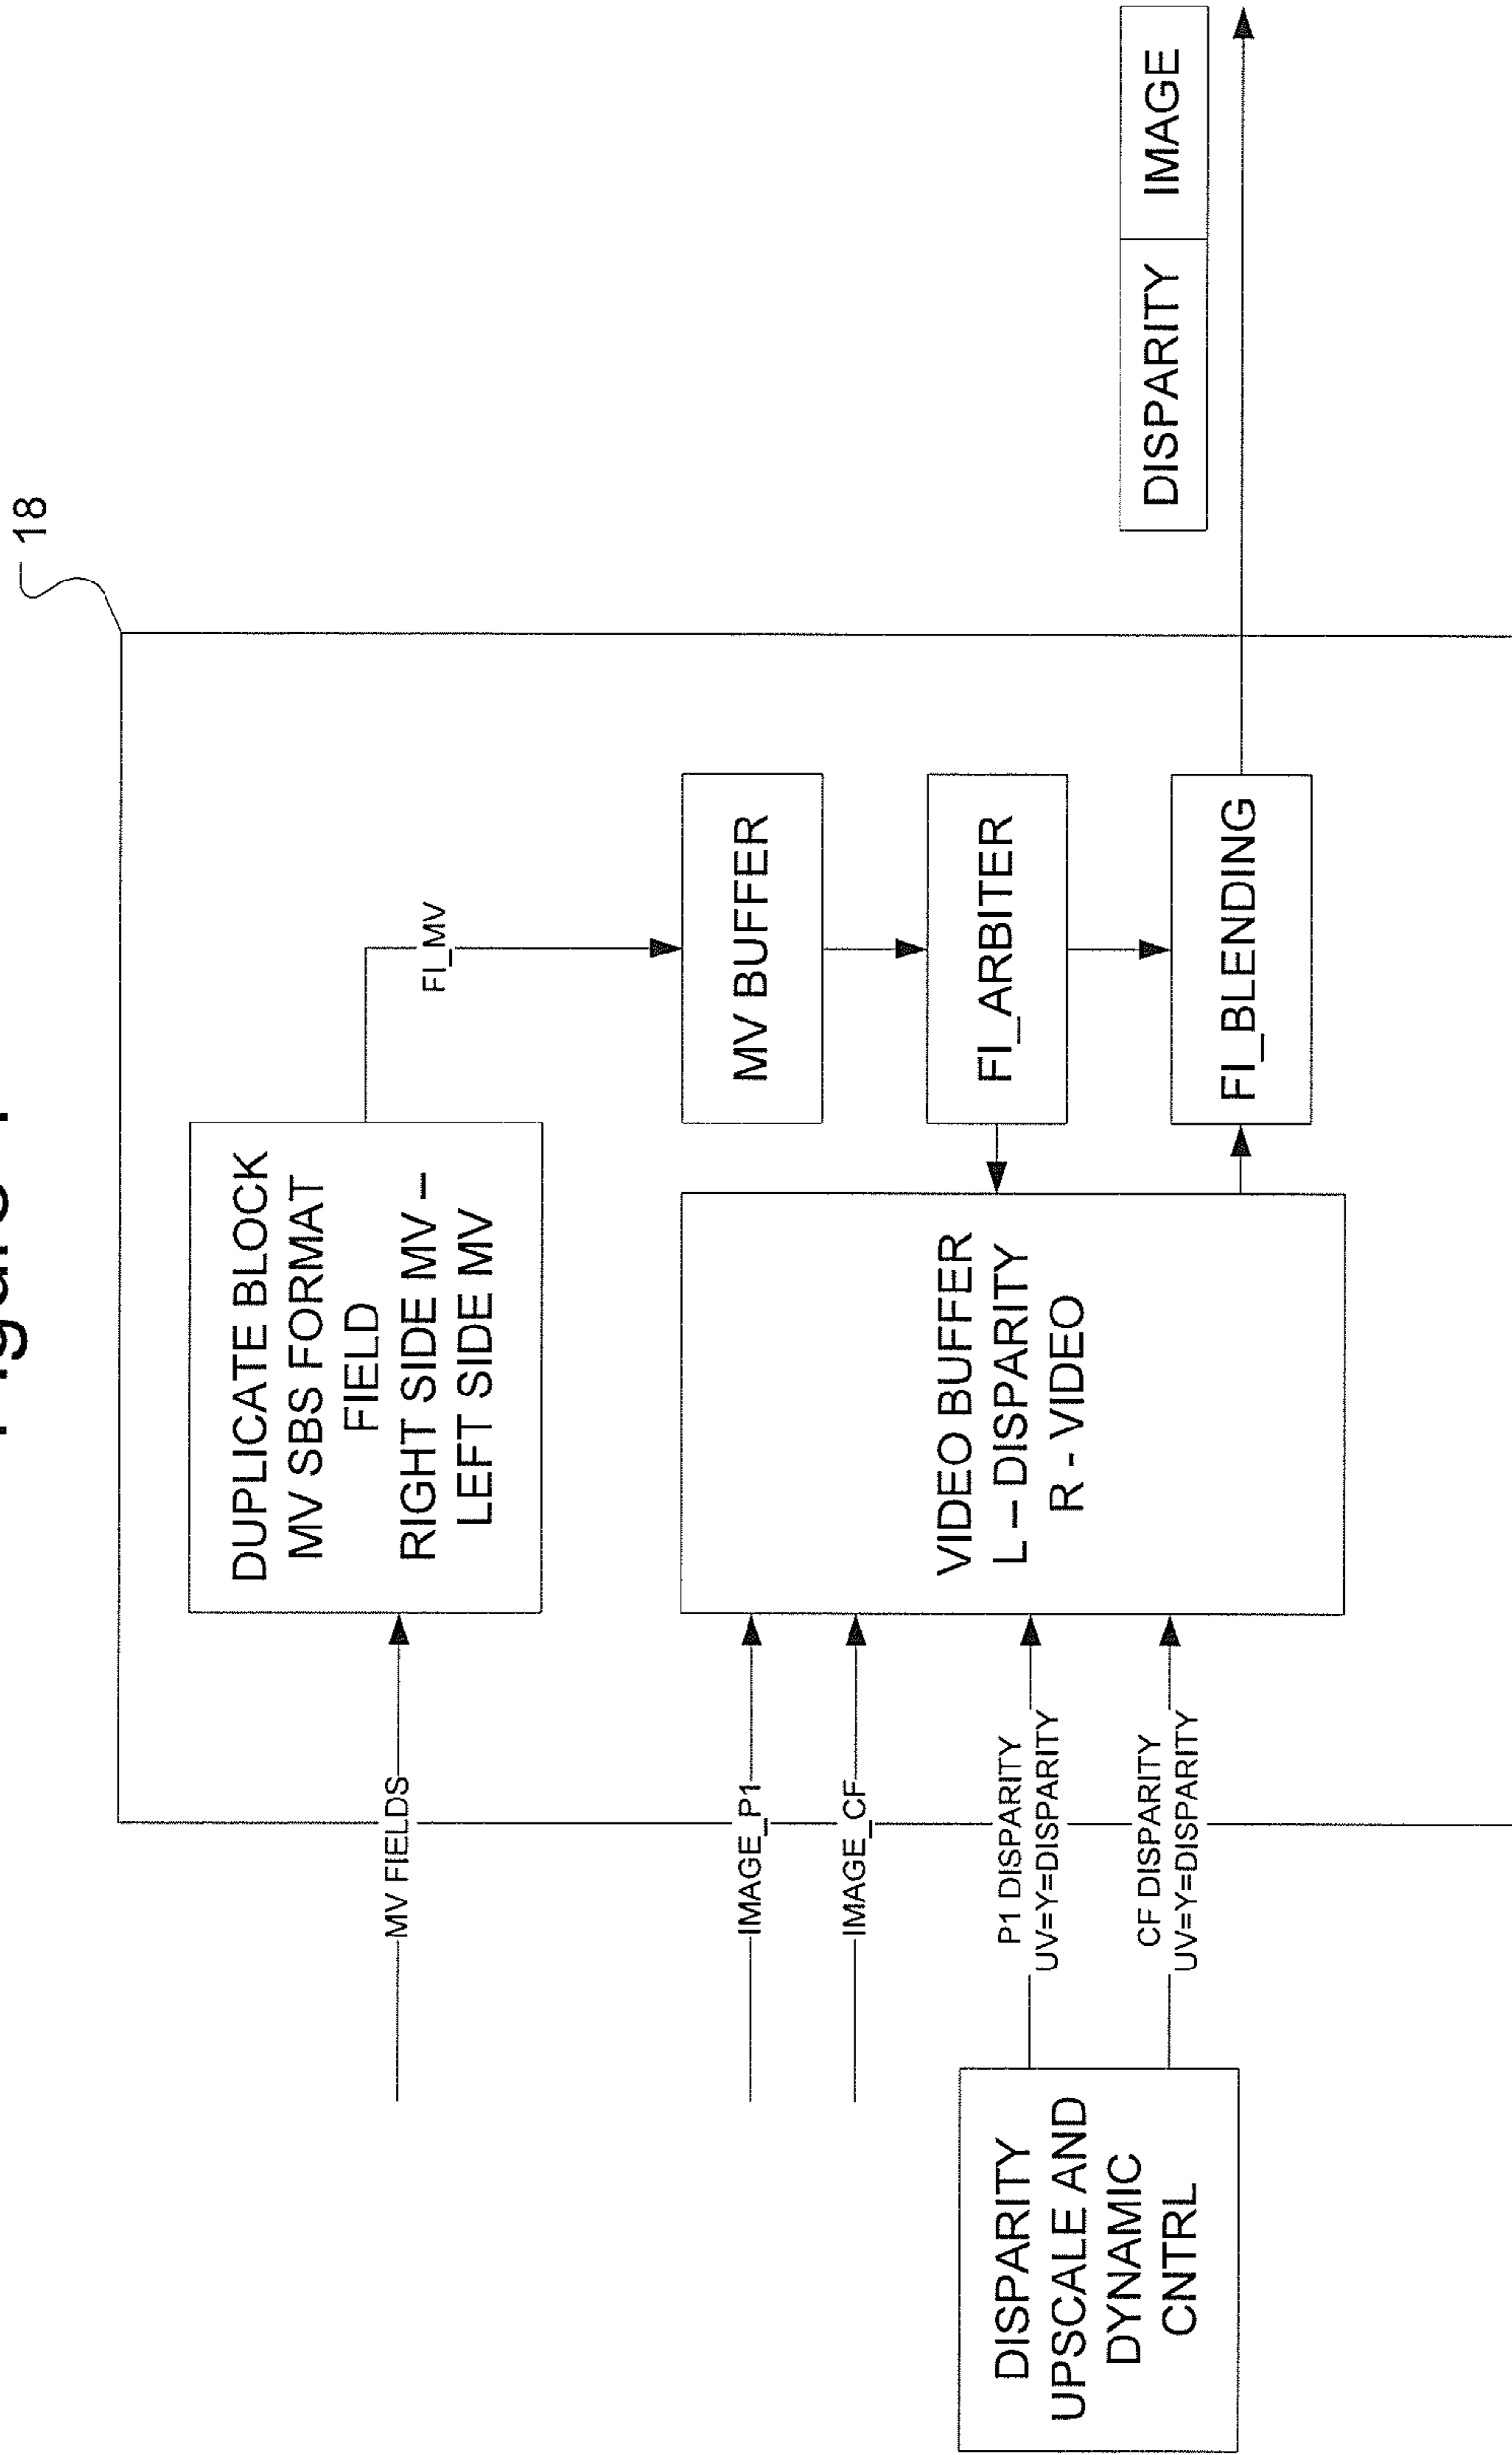 18
DUPLICATE BLOCK
MV SBS FORMAT
FIELD
RIGHT SIDE MV –
LEFT SIDE MV
MV FIELDS
FI_MV
MV BUFFER
FI_ARBITER
FI_BLENDING
IMAGE_P1
IMAGE_CF
VIDEO BUFFER
L – DISPARITY
R - VIDEO
P1 DISPARITY
UV=Y=DISPARITY
CF DISPARITY
UV=Y=DISPARITY
DISPARITY
UPSCALE AND
DYNAMIC
CNTRL
DISPARITY
IMAGE